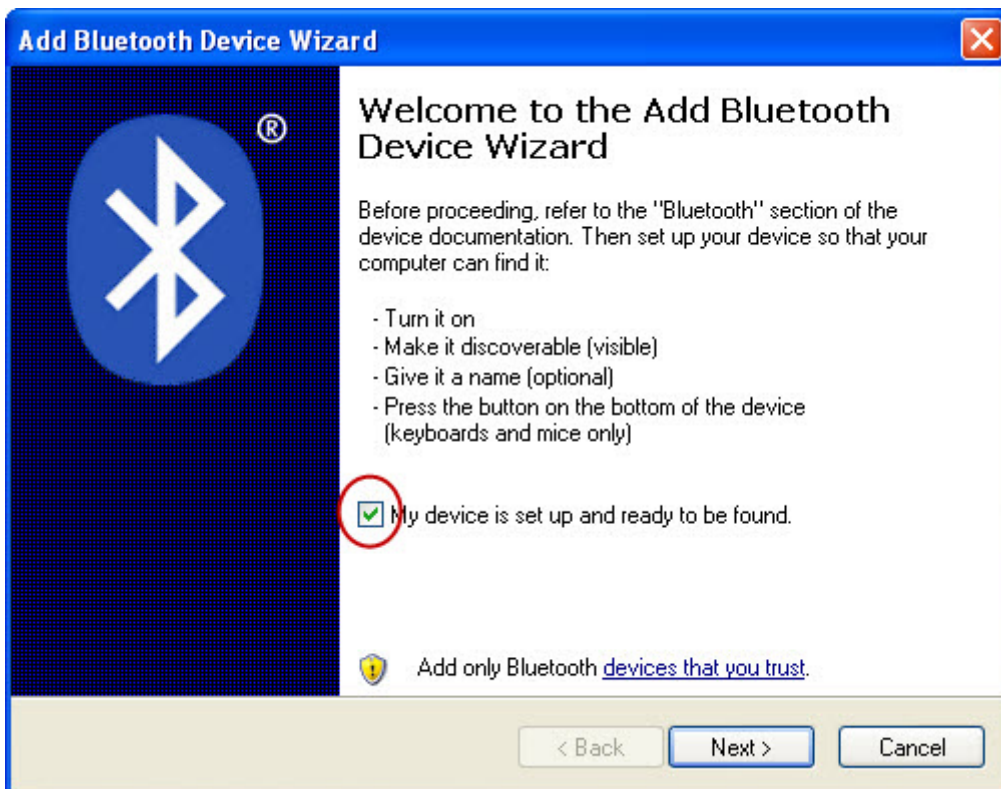 Add Bluetooth Device Wizard
®
Welcome to the Add Bluetooth
Device Wizard
Before proceeding, refer to the "Bluetooth" section of the
device documentation. Then set up your device so that your
computer can find it:
- Turn it on
- Make it discoverable (visible)
- Give it a name (optional)
- Press the button on the bottom of the device
(keyboards and mice only)
My device is set up and ready to be found.
Add only Bluetooth devices that you trust.
< Back Next > Cancel